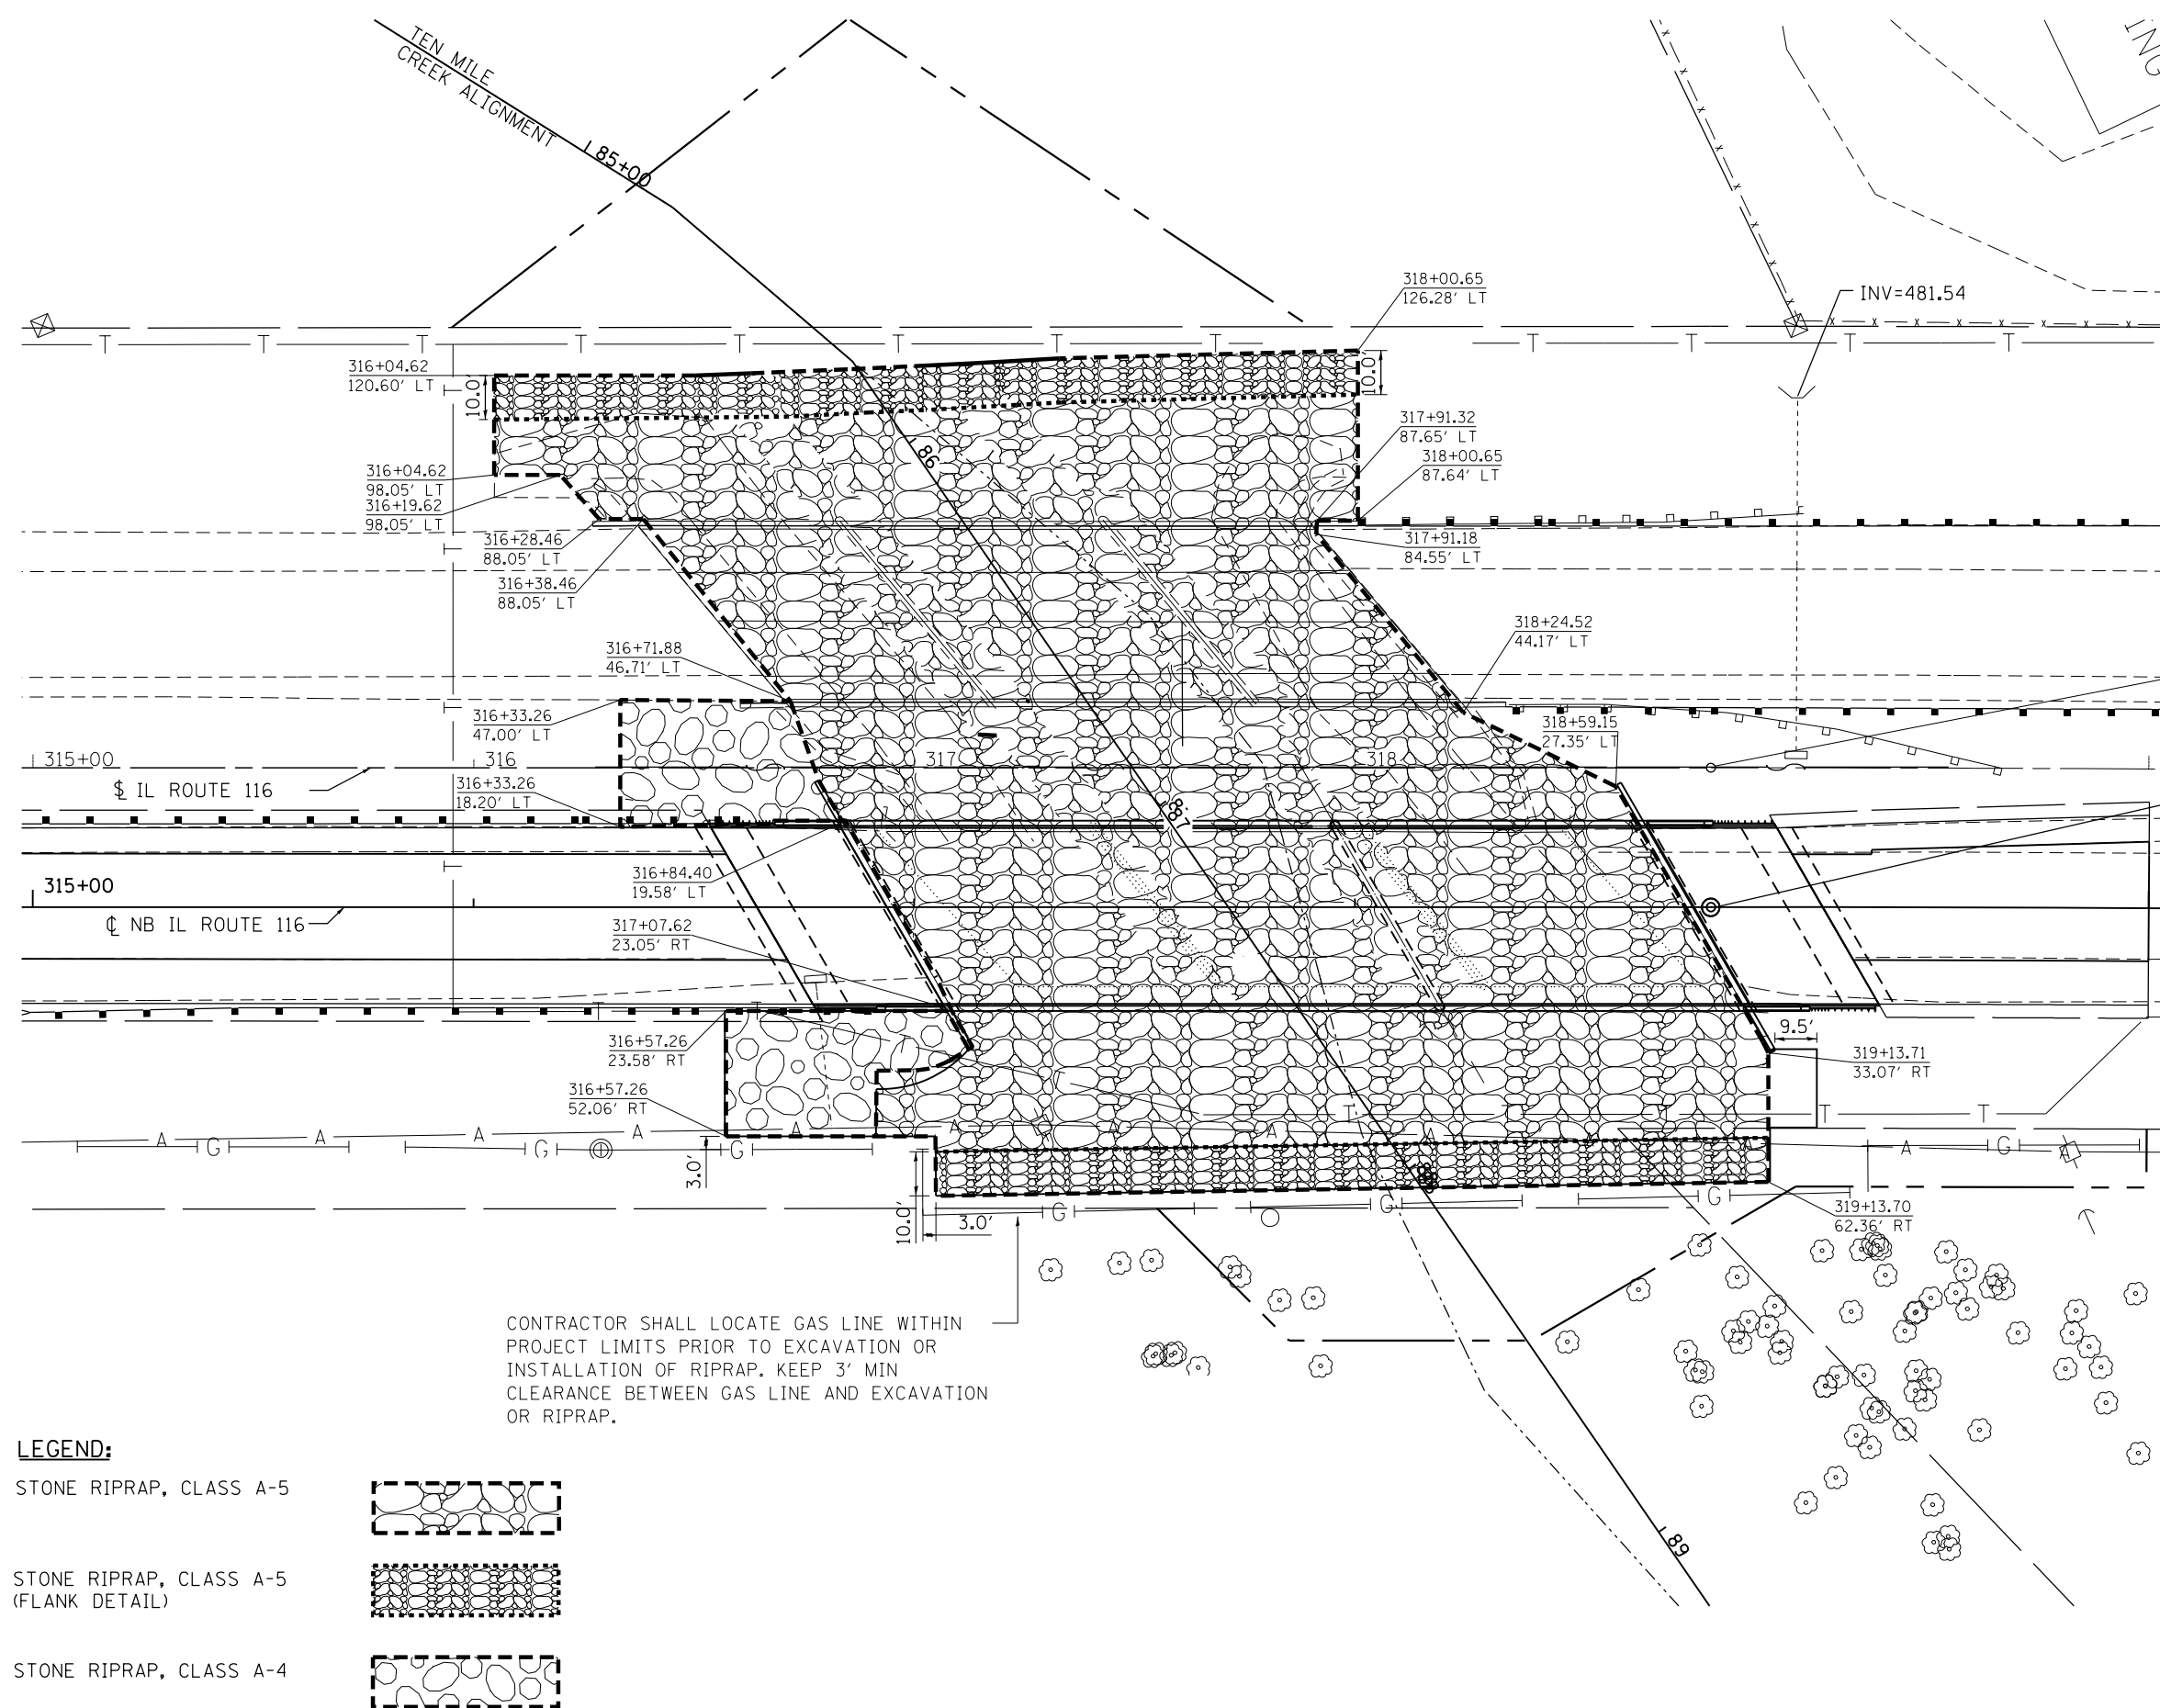 TEN MILE
CREEK ALIGNMENT
85+00
ING
318+00.65
126.28' LT
INV=481.54
T T T T T T T T T T T T
316+04.62
120.60' LT
10.0'
10.0'
317+91.32
87.65' LT
318+00.65
87.64' LT
86
316+04.62
98.05' LT
316+19.62
98.05' LT
316+28.46
88.05' LT
317+91.18
84.55' LT
316+38.46
88.05' LT
318+24.52
44.17' LT
316+71.88
46.71' LT
316+33.26
47.00' LT
318+59.15
27.35' LT
315+00
316
317
318
℄ IL ROUTE 116
316+33.26
18.20' LT
87
316+84.40
19.58' LT
315+00
℄ NB IL ROUTE 116
317+07.62
23.05' RT
9.5'
316+57.26
23.58' RT
319+13.71
33.07' RT
316+57.26
52.06' RT
T T T T T
A A A A A A A A A A
G G G G
3.0'
G G G
10.0'
3.0'
319+13.70
62.36' RT
CONTRACTOR SHALL LOCATE GAS LINE WITHIN
PROJECT LIMITS PRIOR TO EXCAVATION OR
INSTALLATION OF RIPRAP. KEEP 3' MIN
CLEARANCE BETWEEN GAS LINE AND EXCAVATION
OR RIPRAP.
89
LEGEND:
STONE RIPRAP, CLASS A-5
STONE RIPRAP, CLASS A-5
(FLANK DETAIL)
STONE RIPRAP, CLASS A-4